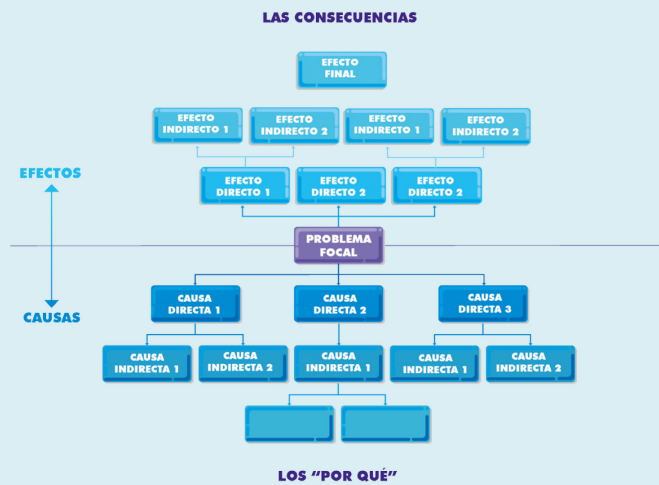 LAS CONSECUENCIAS
EFECTO
FINAL
EFECTO
INDIRECTO 1
EFECTO
INDIRECTO 2
EFECTO
INDIRECTO 1
EFECTO
INDIRECTO 2
EFECTOS
EFECTO
DIRECTO 1
EFECTO
DIRECTO 2
EFECTO
DIRECTO 2
PROBLEMA
FOCAL
CAUSAS
CAUSA
DIRECTA 1
CAUSA
DIRECTA 2
CAUSA
DIRECTA 3
CAUSA
INDIRECTA 1
CAUSA
INDIRECTA 2
CAUSA
INDIRECTA 1
CAUSA
INDIRECTA 1
CAUSA
INDIRECTA 2
LOS “POR QUÉ”